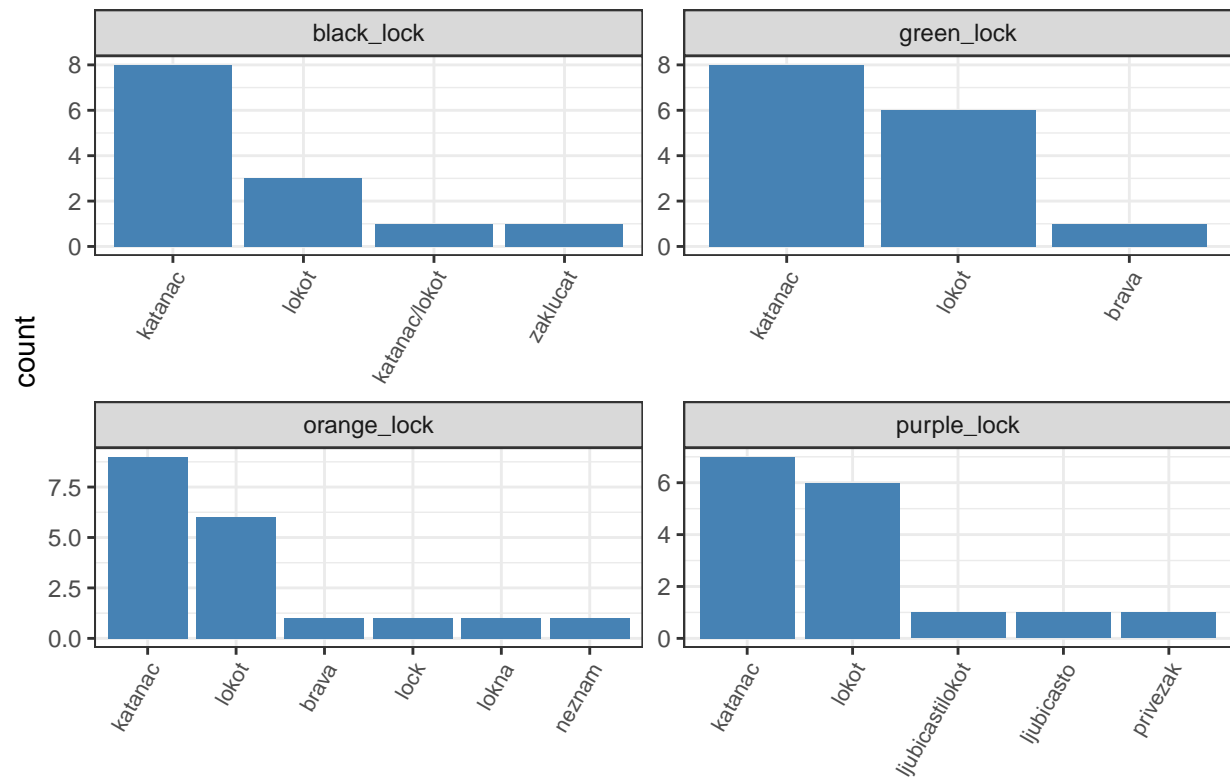 black_lock
8
6
4
2
0
katanac
lokot
katanac/lokot
zaklucat
green_lock
8
6
4
2
0
katanac
lokot
brava
count
orange_lock
7.5
5.0
2.5
0.0
katanac
lokot
brava
lock
lokna
neznam
purple_lock
6
4
2
0
katanac
lokot
ljubicastilokot
ljubicasto
privezak